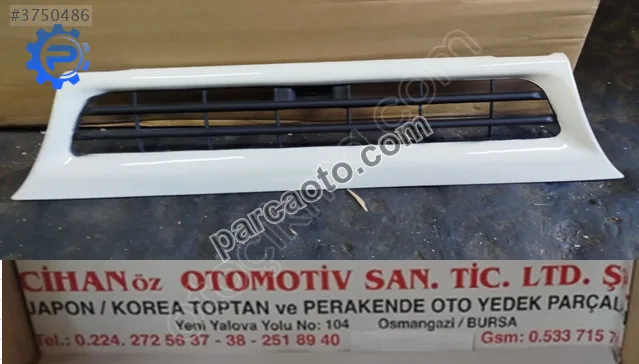 #3750486
parcaoto.com
CİHANöz OTOMOTİV SAN. TİC. LTD. Ş
JAPON / KOREA TOPTAN ve PERAKENDE OTO YEDEK PARÇAL
Yeni Yalova Yolu No: 104 Osmangazi / BURSA
Tel.: 0.224. 272 56 37 - 38 - 251 89 40 Gsm: 0.533 715